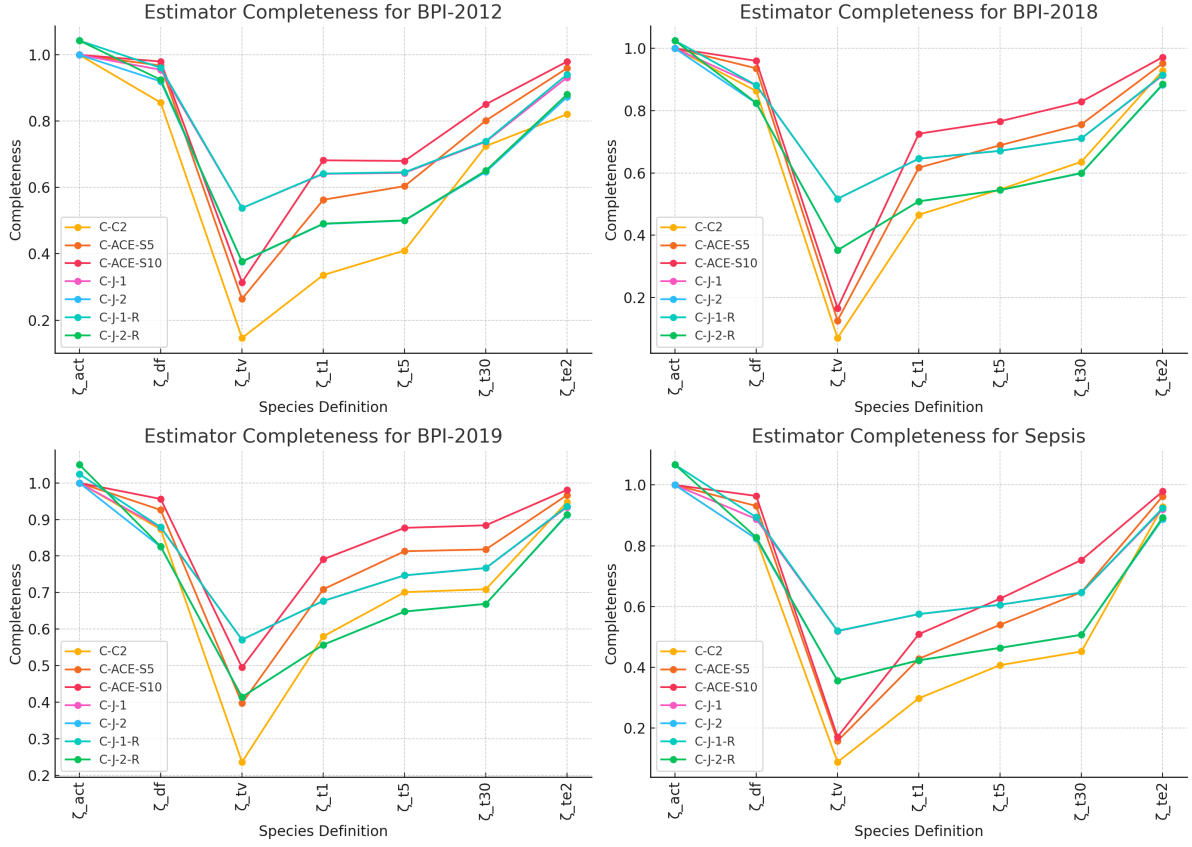 Estimator Completeness for BPI-2012
Completeness
1.0
0.8
0.6
0.4
0.2
C-C2
C-ACE-S5
C-ACE-S10
C-J-1
C-J-2
C-J-1-R
C-J-2-R
ζ_act
ζ_df
ζ_tv
ζ_t1
ζ_t5
ζ_t30
ζ_te2
Species Definition
Estimator Completeness for BPI-2018
Completeness
1.0
0.8
0.6
0.4
0.2
C-C2
C-ACE-S5
C-ACE-S10
C-J-1
C-J-2
C-J-1-R
C-J-2-R
ζ_act
ζ_df
ζ_tv
ζ_t1
ζ_t5
ζ_t30
ζ_te2
Species Definition
Estimator Completeness for BPI-2019
Completeness
1.0
0.9
0.8
0.7
0.6
0.5
0.4
0.3
0.2
C-C2
C-ACE-S5
C-ACE-S10
C-J-1
C-J-2
C-J-1-R
C-J-2-R
ζ_act
ζ_df
ζ_tv
ζ_t1
ζ_t5
ζ_t30
ζ_te2
Species Definition
Estimator Completeness for Sepsis
Completeness
1.0
0.8
0.6
0.4
0.2
C-C2
C-ACE-S5
C-ACE-S10
C-J-1
C-J-2
C-J-1-R
C-J-2-R
ζ_act
ζ_df
ζ_tv
ζ_t1
ζ_t5
ζ_t30
ζ_te2
Species Definition